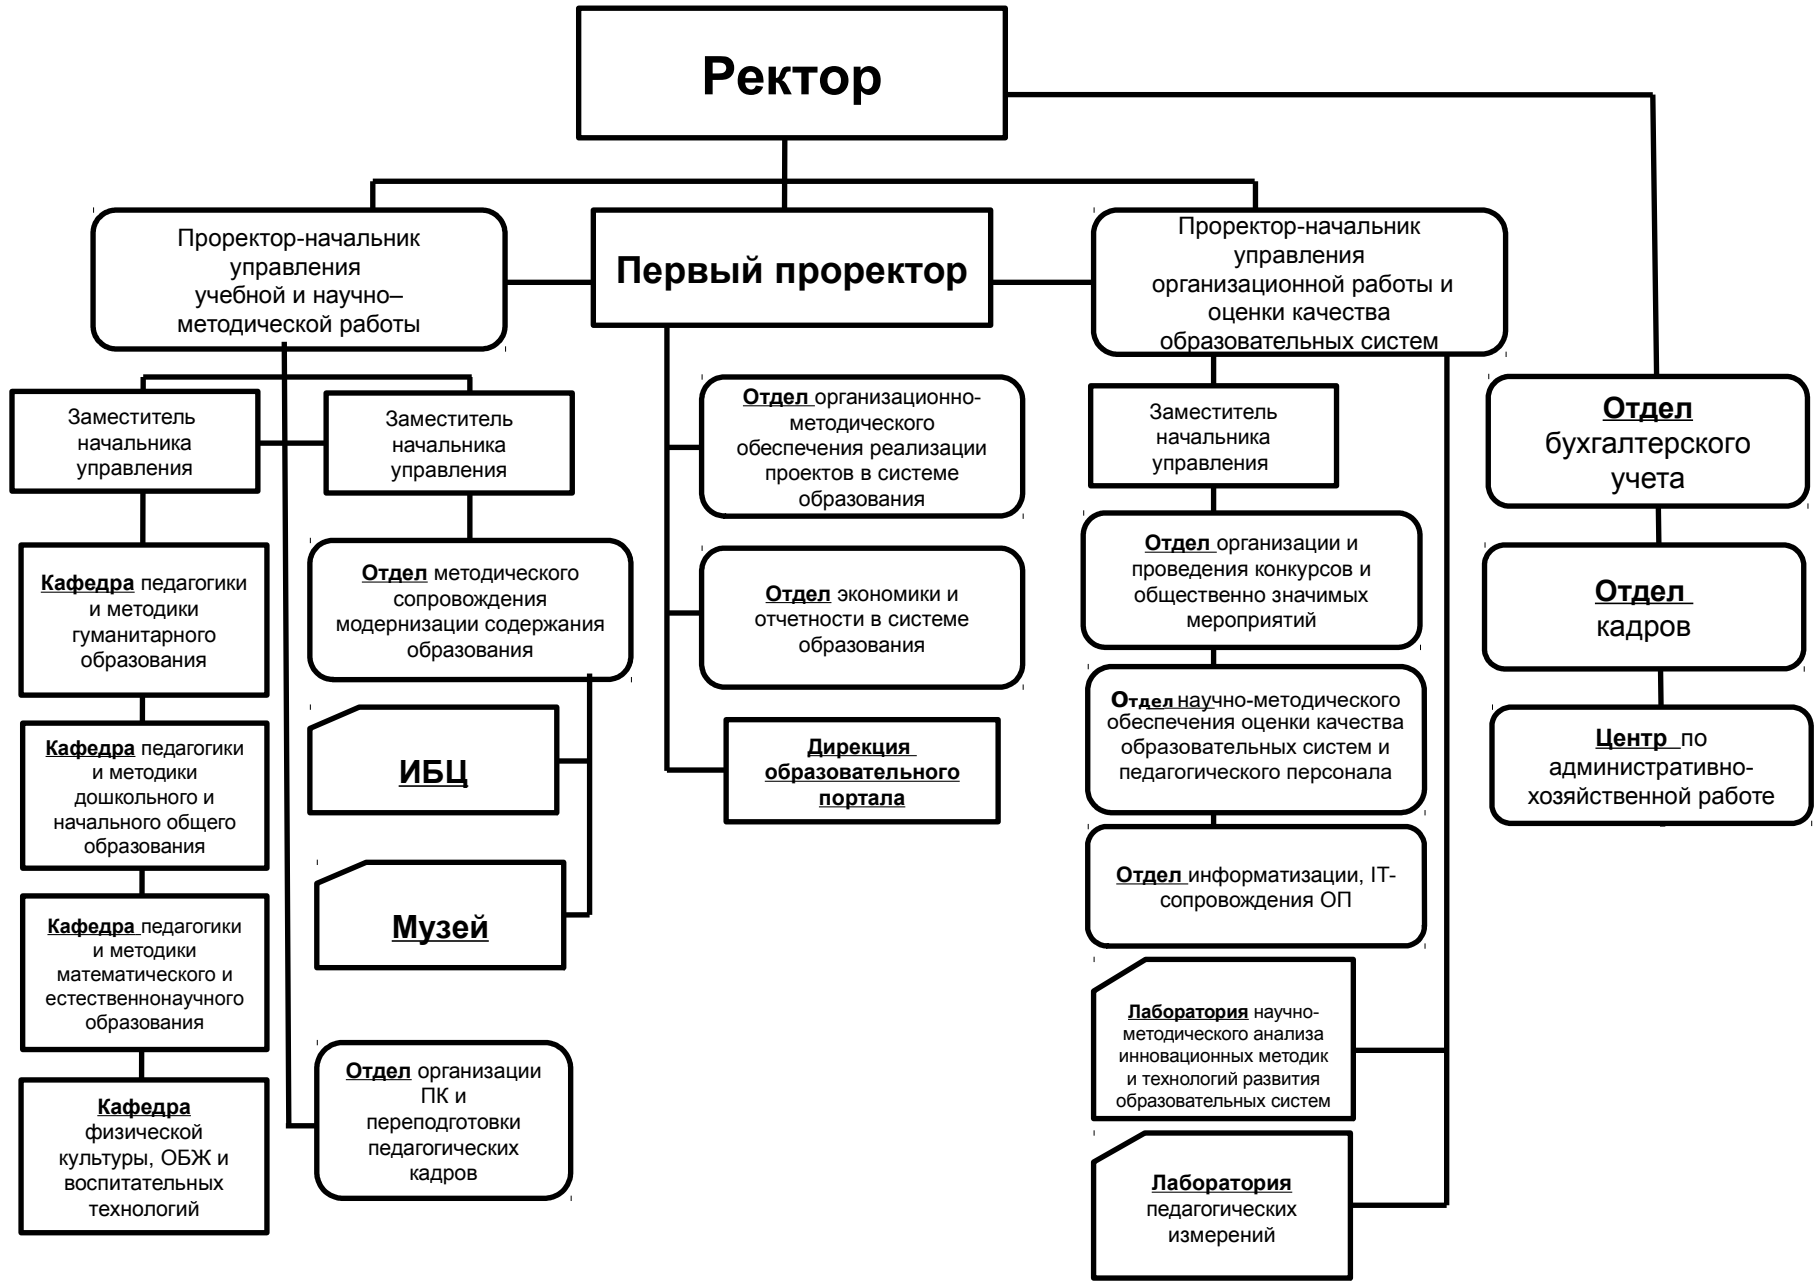 Ректор
Проректор-начальник
управления
учебной и научно–
методической работы
Первый проректор
Проректор-начальник
управления
организационной работы и
оценки качества
образовательных систем
Заместитель
начальника
управления
Заместитель
начальника
управления
Отдел организационно-
методического
обеспечения реализации
проектов в системе
образования
Заместитель
начальника
управления
Отдел
бухгалтерского
учета
Кафедра педагогики
и методики
гуманитарного
образования
Отдел методического
сопровождения
модернизации содержания
образования
Отдел экономики и
отчетности в системе
образования
Отдел организации и
проведения конкурсов и
общественно значимых
мероприятий
Отдел
кадров
Кафедра педагогики
и методики
дошкольного и
начального общего
образования
ИБЦ
Дирекция
образовательного
портала
Отдел научно-методического
обеспечения оценки качества
образовательных систем и
педагогического персонала
Центр по
административно-
хозяйственной работе
Кафедра педагогики
и методики
математического и
естественнонаучного
образования
Музей
Отдел информатизации, IT-
сопровождения ОП
Лаборатория научно-
методического анализа
инновационных методик
и технологий развития
образовательных систем
Кафедра
физической
культуры, ОБЖ и
воспитательных
технологий
Отдел организации
ПК и
переподготовки
педагогических
кадров
Лаборатория
педагогических
измерений